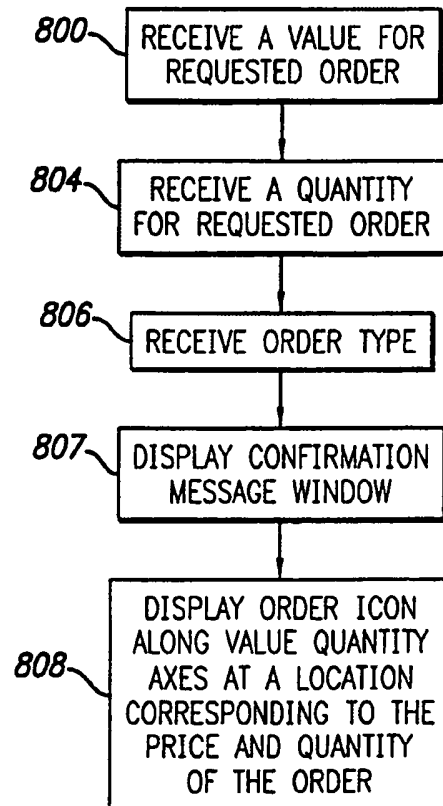 800
RECEIVE A VALUE FOR
REQUESTED ORDER
804
RECEIVE A QUANTITY
FOR REQUESTED ORDER
806
RECEIVE ORDER TYPE
807
DISPLAY CONFIRMATION
MESSAGE WINDOW
808
DISPLAY ORDER ICON
ALONG VALUE QUANTITY
AXES AT A LOCATION
CORRESPONDING TO THE
PRICE AND QUANTITY
OF THE ORDER